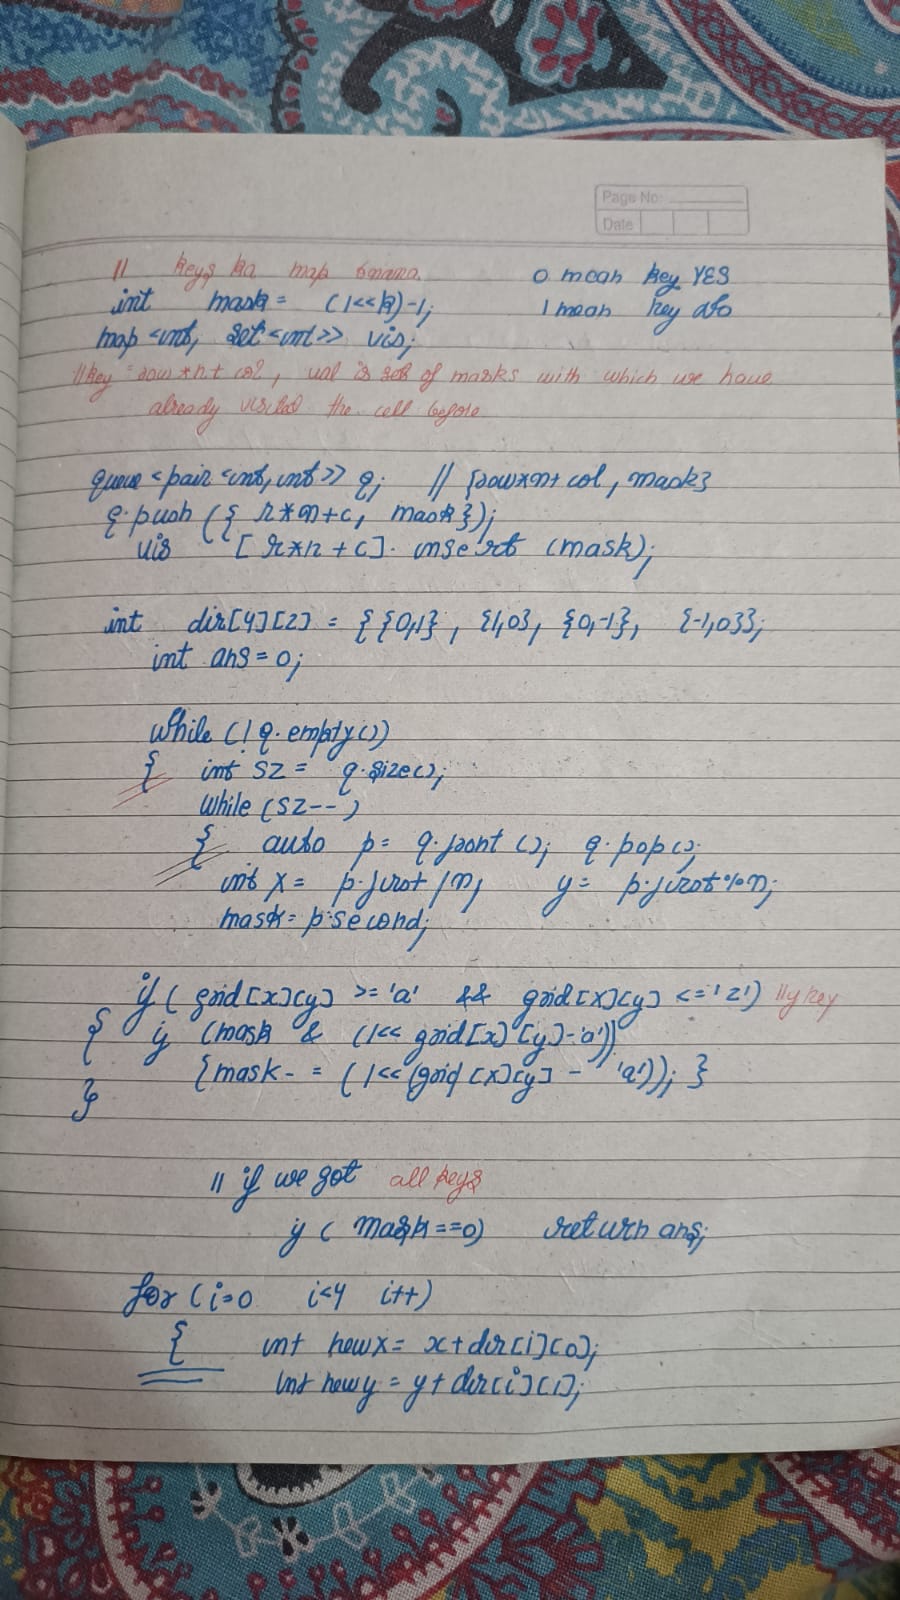 Page No:
Date
// keys ka map banana. 0 mean key YES
int mask = (1<<k)-1; 1 mean key No
map <int, set <int>> vis;
//key = row*n+ col, val is set of masks with which we have
already visited the cell before
queue <pair <int, int>> q; // {row*n+ col, mask}
q.push ({ r*n+c, mask});
vis [ r*n + c]. insert (mask);
int dir[4][2] = { {0,1} , {1,0}, {0,-1}, {-1,0}};
int ans = 0;
while (! q.empty())
{ int sz = q.size();
while (sz--)
{ auto p= q.front (); q.pop();
int x = p.first /n, y = p.first%n;
mask = p.second;
if ( grid[x][y] >= 'a' && grid[x][y] <= 'z') //if key
{ if (mask & (1<< grid[x][y]-'a'))
{mask- = (1<<(grid [x][y] - 'a')); }
}
// if we got all keys
if ( mask ==0) return ans;
for (i=0 i<4 i++)
{ int newx = x+dir[i][0];
int newy = y+ dir[i][1];